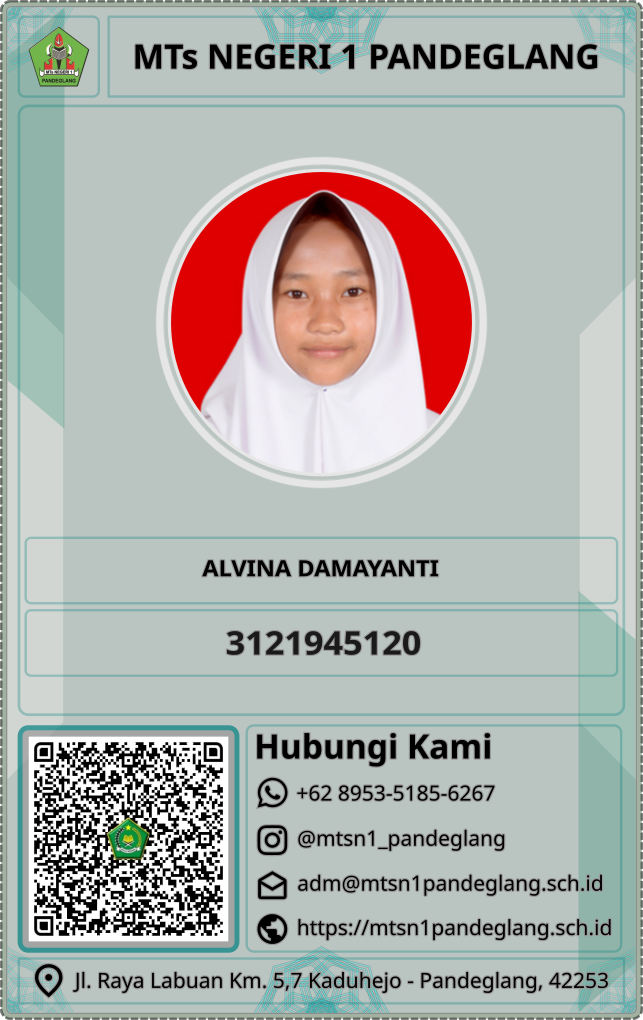 MTs NEGERI 1 PANDEGLANG
MTs NEGERI 1
PANDEGLANG
ALVINA DAMAYANTI
3121945120
Hubungi Kami
+62 8953-5185-6267
@mtsn1_pandeglang
adm@mtsn1pandeglang.sch.id
https://mtsn1pandeglang.sch.id
Jl. Raya Labuan Km. 5,7 Kaduhejo - Pandeglang, 42253